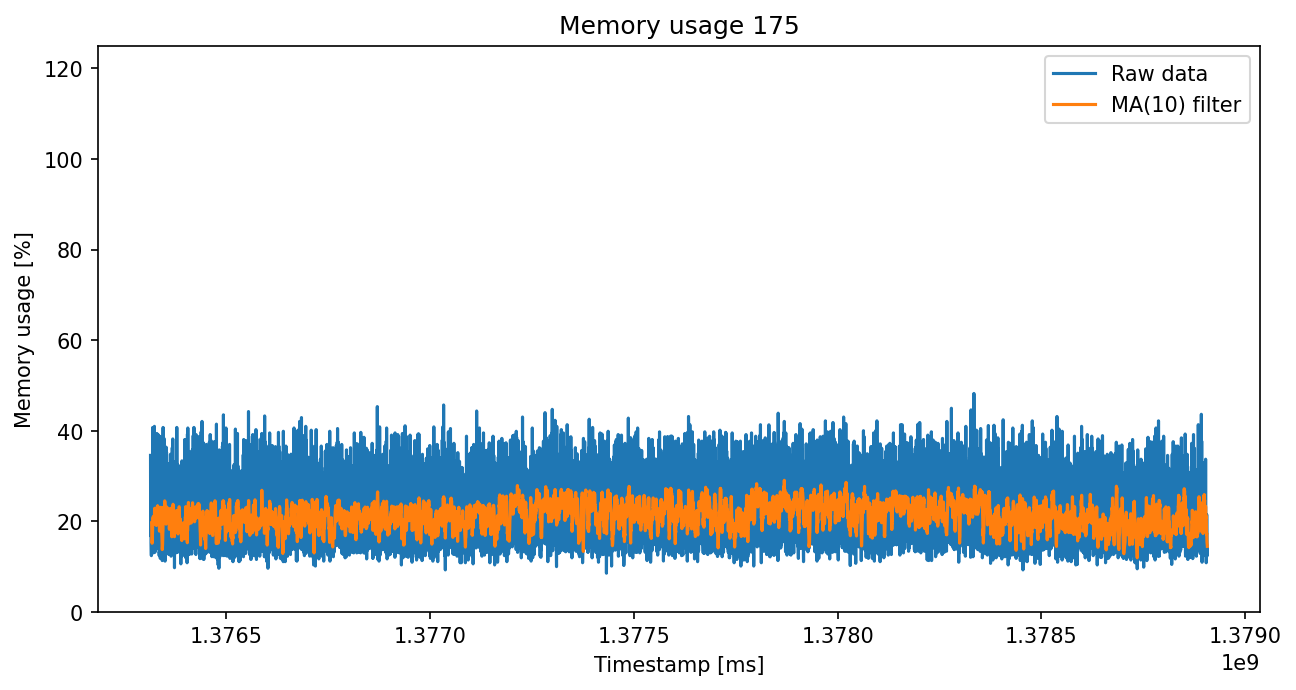 Memory usage 175
Raw data
MA(10) filter
Memory usage [%]
120
100
80
60
40
20
0
1.3765 1.3770 1.3775 1.3780 1.3785 1.3790
1e9
Timestamp [ms]